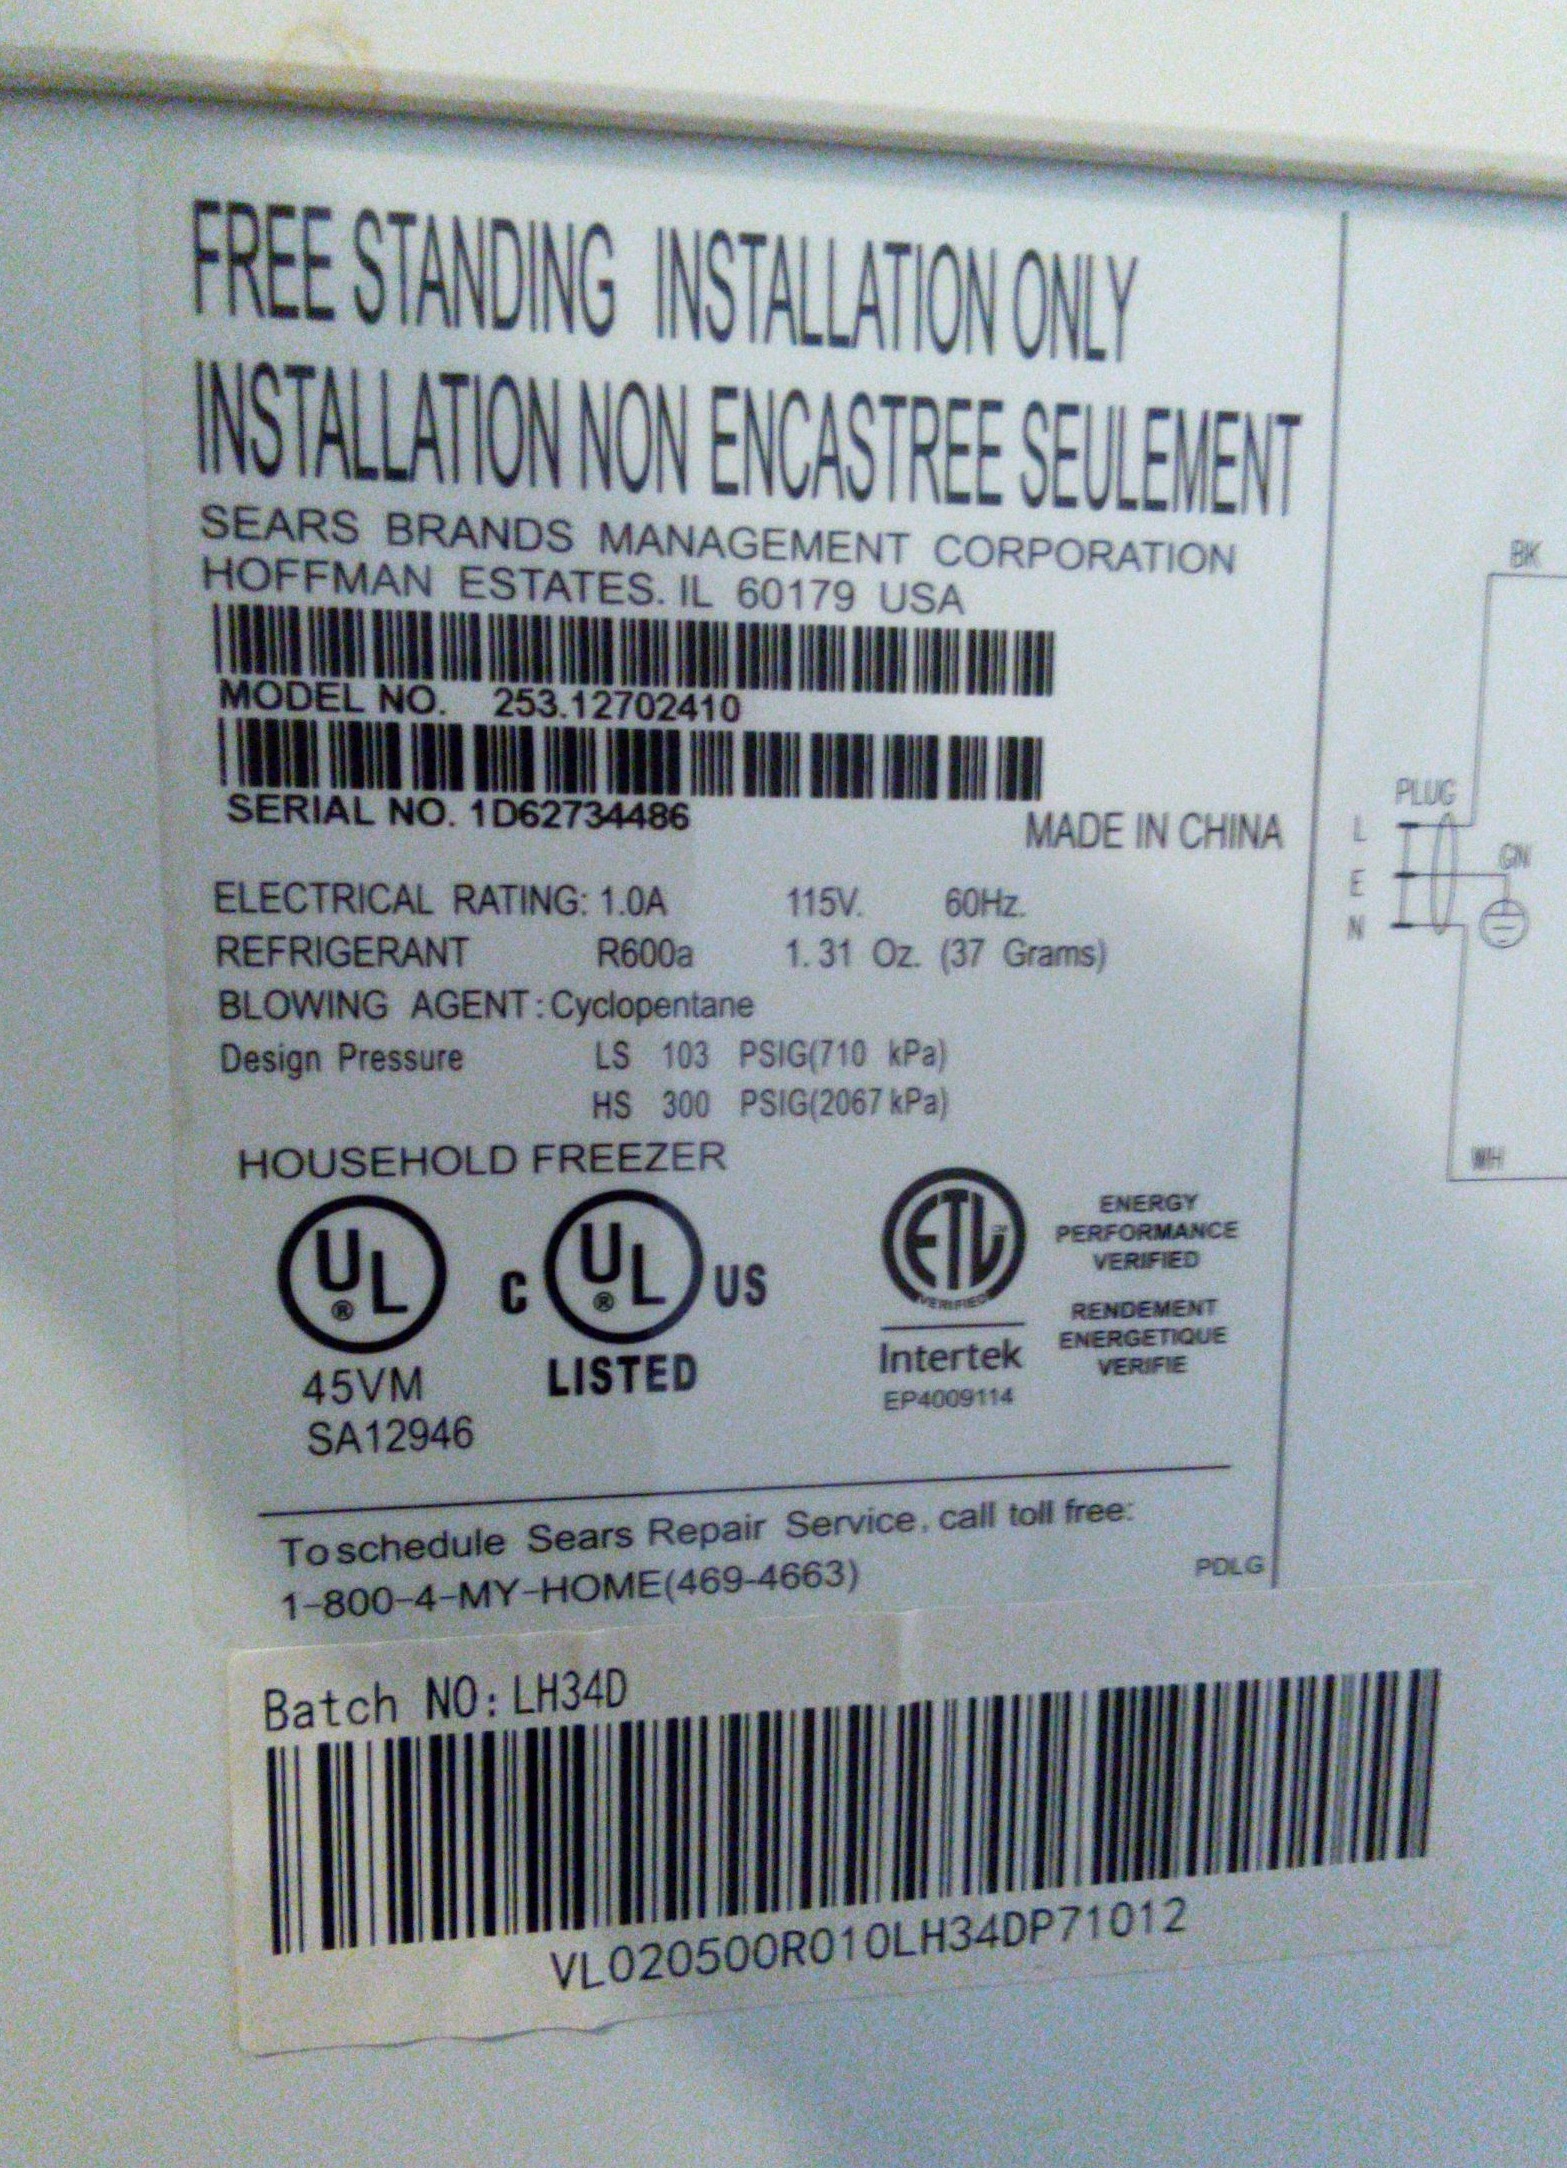 FREE STANDING INSTALLATION ONLY
INSTALLATION NON ENCASTREE SEULEMENT
SEARS BRANDS MANAGEMENT CORPORATION
HOFFMAN ESTATES. IL 60179 USA
MODEL NO. 253.12702410
SERIAL NO. 1D62734486
MADE IN CHINA
ELECTRICAL RATING: 1.0A 115V. 60Hz.
REFRIGERANT R600a 1.31 Oz. (37 Grams)
BLOWING AGENT: Cyclopentane
Design Pressure LS 103 PSIG(710 kPa)
HS 300 PSIG(2067 kPa)
HOUSEHOLD FREEZER
UL
®
45VM
SA12946
C UL US
®
LISTED
ETL
VERIFIED
Intertek
EP4009114
ENERGY
PERFORMANCE
VERIFIED
RENDEMENT
ENERGETIQUE
VERIFIE
To schedule Sears Repair Service, call toll free:
1-800-4-MY-HOME(469-4663)
PDLG
Batch NO: LH34D
VL020500R010LH34DP71012
BK
PLUG
L
GN
E
N
WH